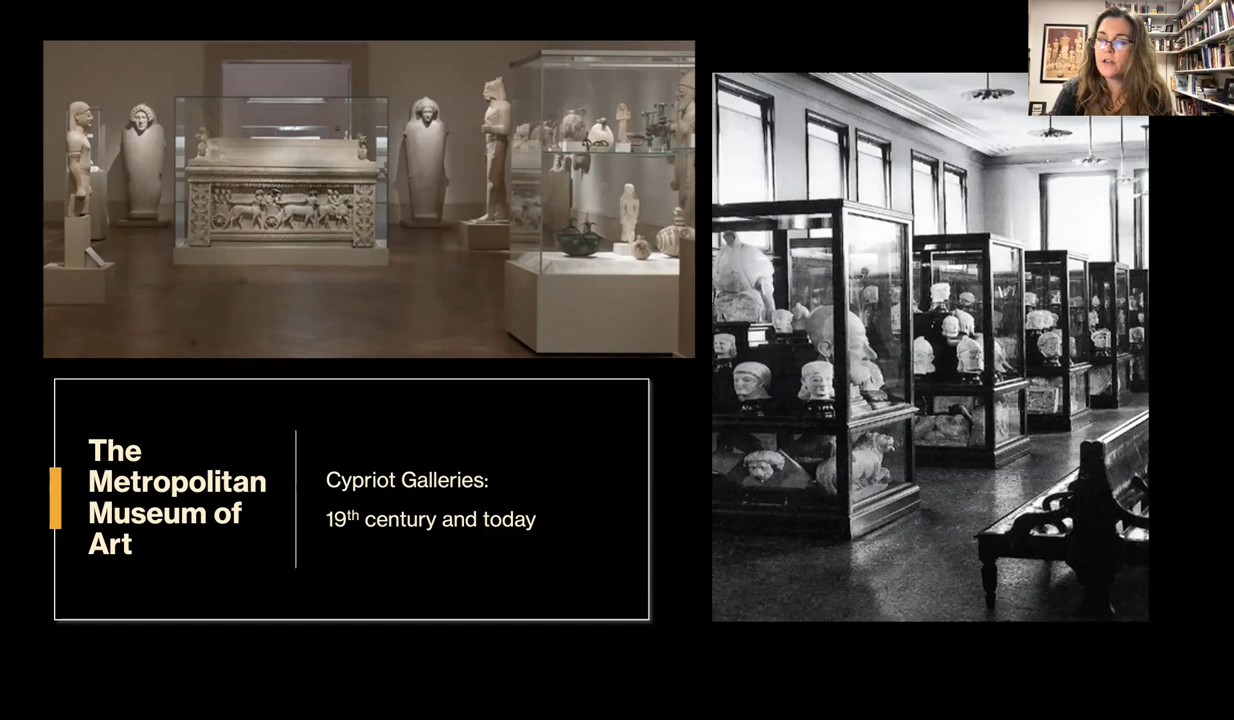 The
Metropolitan
Museum of
Art
Cypriot Galleries:
19th century and today